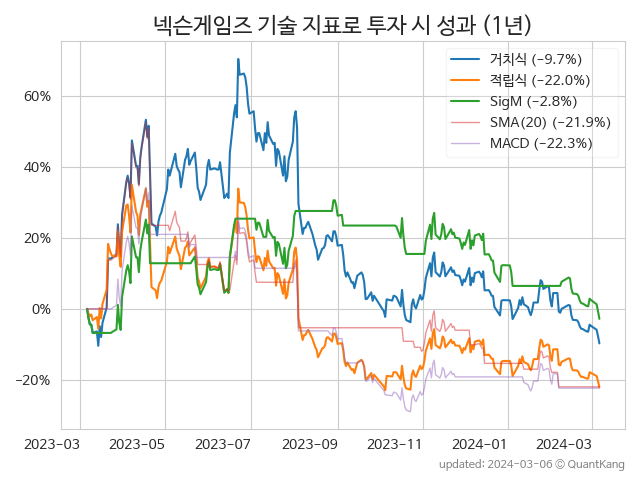 넥슨게임즈 기술 지표로 투자 시 성과 (1년)
거치식 (−9.7%)
적립식 (−22.0%)
SigM (−2.8%)
SMA(20) (−21.9%)
MACD (−22.3%)
60%
40%
20%
0%
−20%
2023-03 2023-05 2023-07 2023-09 2023-11 2024-01 2024-03
updated: 2024-03-06 ⓒ QuantKang